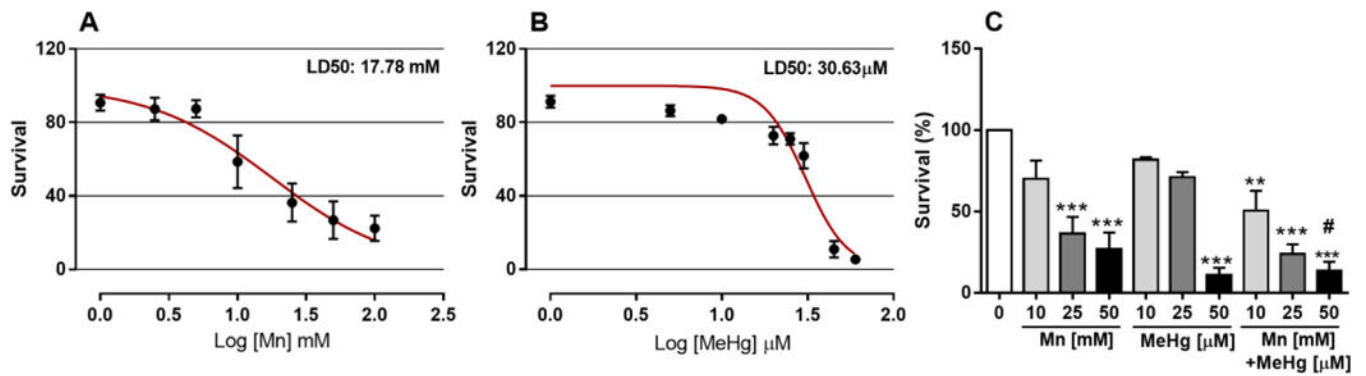 A
LD50: 17.78 mM
Survival
120
80
40
0
0.0 0.5 1.0 1.5 2.0 2.5
Log [Mn] mM
B
LD50: 30.63μM
Survival
120
80
40
0
0.0 0.5 1.0 1.5 2.0
Log [MeHg] μM
C
Survival (%)
150
100
50
0
***
***
***
**
***
#
***
0 10 25 50 10 25 50 10 25 50
Mn [mM] MeHg [μM] Mn [mM]
+MeHg [μM]